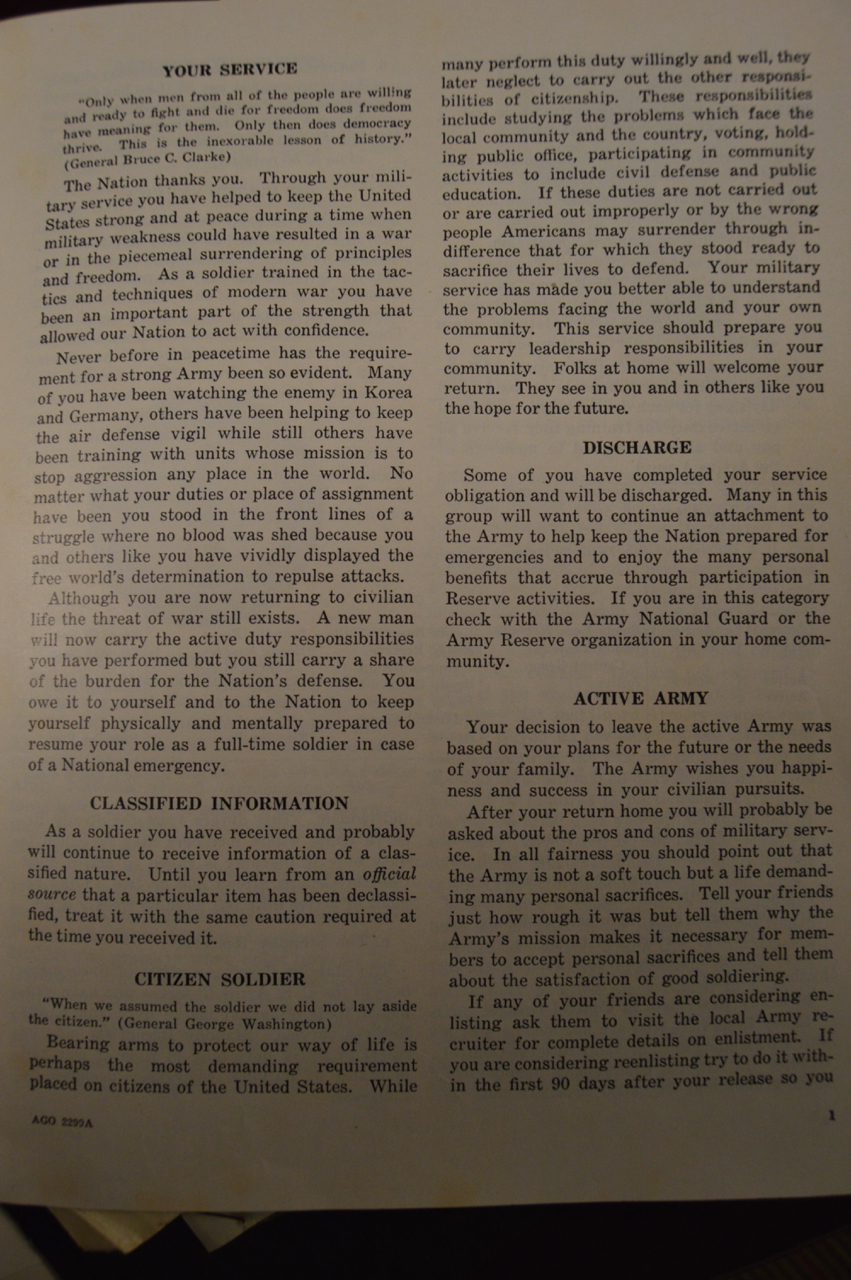 YOUR SERVICE
"Only when men from all of the people are willing
and ready to fight and die for freedom does freedom
have meaning for them. Only then does democracy
thrive. This is the inexorable lesson of history."
(General Bruce C. Clarke)
The Nation thanks you. Through your mili-
tary service you have helped to keep the United
States strong and at peace during a time when
military weakness could have resulted in a war
or in the piecemeal surrendering of principles
and freedom. As a soldier trained in the tac-
tics and techniques of modern war you have
been an important part of the strength that
allowed our Nation to act with confidence.
Never before in peacetime has the require-
ment for a strong Army been so evident. Many
of you have been watching the enemy in Korea
and Germany, others have been helping to keep
the air defense vigil while still others have
been training with units whose mission is to
stop aggression any place in the world. No
matter what your duties or place of assignment
have been you stood in the front lines of a
struggle where no blood was shed because you
and others like you have vividly displayed the
free world's determination to repulse attacks.
Although you are now returning to civilian
life the threat of war still exists. A new man
will now carry the active duty responsibilities
you have performed but you still carry a share
of the burden for the Nation's defense. You
owe it to yourself and to the Nation to keep
yourself physically and mentally prepared to
resume your role as a full-time soldier in case
of a National emergency.
CLASSIFIED INFORMATION
As a soldier you have received and probably
will continue to receive information of a clas-
sified nature. Until you learn from an official
source that a particular item has been declassi-
fied, treat it with the same caution required at
the time you received it.
CITIZEN SOLDIER
"When we assumed the soldier we did not lay aside
the citizen." (General George Washington)
Bearing arms to protect our way of life is
perhaps the most demanding requirement
placed on citizens of the United States. While
AGO 2299A
many perform this duty willingly and well, they
later neglect to carry out the other responsi-
bilities of citizenship. These responsibilities
include studying the problems which face the
local community and the country, voting, hold-
ing public office, participating in community
activities to include civil defense and public
education. If these duties are not carried out
or are carried out improperly or by the wrong
people Americans may surrender through in-
difference that for which they stood ready to
sacrifice their lives to defend. Your military
service has made you better able to understand
the problems facing the world and your own
community. This service should prepare you
to carry leadership responsibilities in your
community. Folks at home will welcome your
return. They see in you and in others like you
the hope for the future.
DISCHARGE
Some of you have completed your service
obligation and will be discharged. Many in this
group will want to continue an attachment to
the Army to help keep the Nation prepared for
emergencies and to enjoy the many personal
benefits that accrue through participation in
Reserve activities. If you are in this category
check with the Army National Guard or the
Army Reserve organization in your home com-
munity.
ACTIVE ARMY
Your decision to leave the active Army was
based on your plans for the future or the needs
of your family. The Army wishes you happi-
ness and success in your civilian pursuits.
After your return home you will probably be
asked about the pros and cons of military serv-
ice. In all fairness you should point out that
the Army is not a soft touch but a life demand-
ing many personal sacrifices. Tell your friends
just how rough it was but tell them why the
Army's mission makes it necessary for mem-
bers to accept personal sacrifices and tell them
about the satisfaction of good soldiering.
If any of your friends are considering en-
listing ask them to visit the local Army re-
cruiter for complete details on enlistment. If
you are considering reenlisting try to do it with-
in the first 90 days after your release so you
1